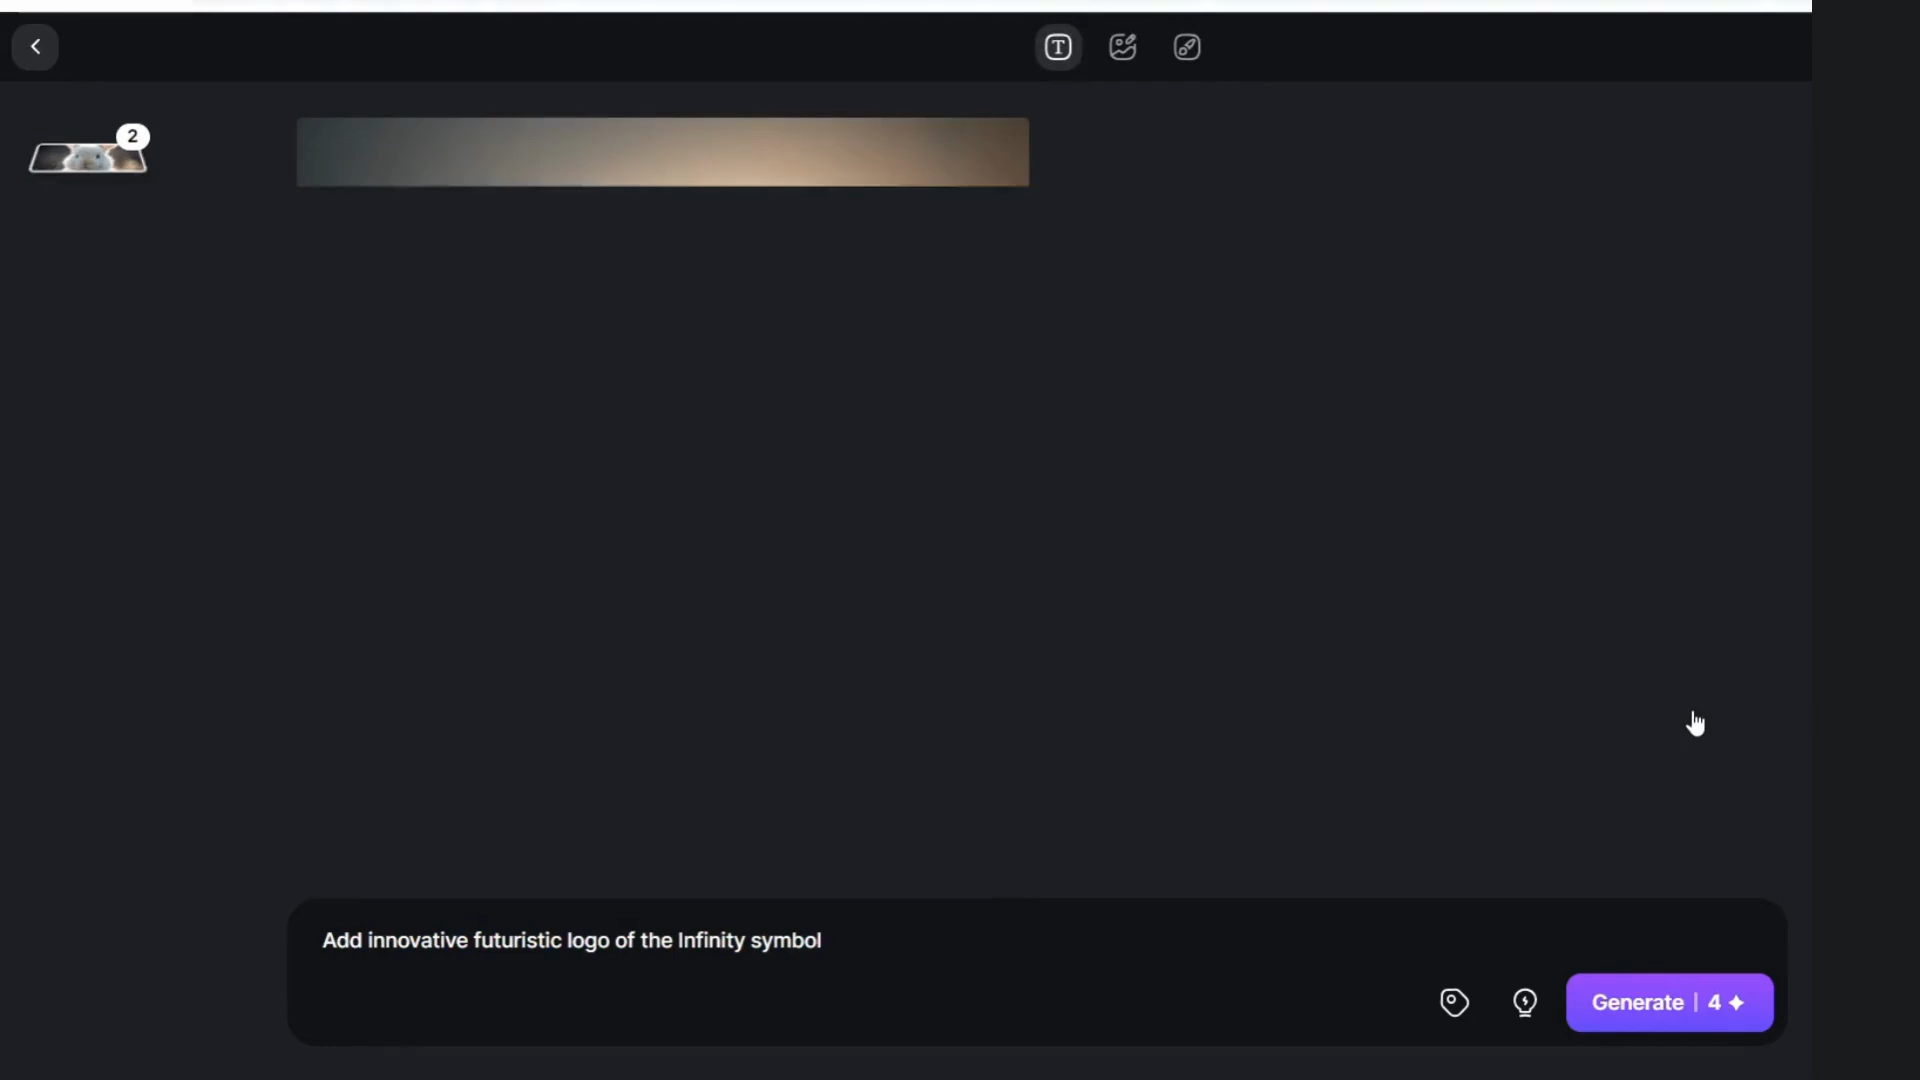 T
2
Add innovative futuristic logo of the Infinity symbol
Generate | 4